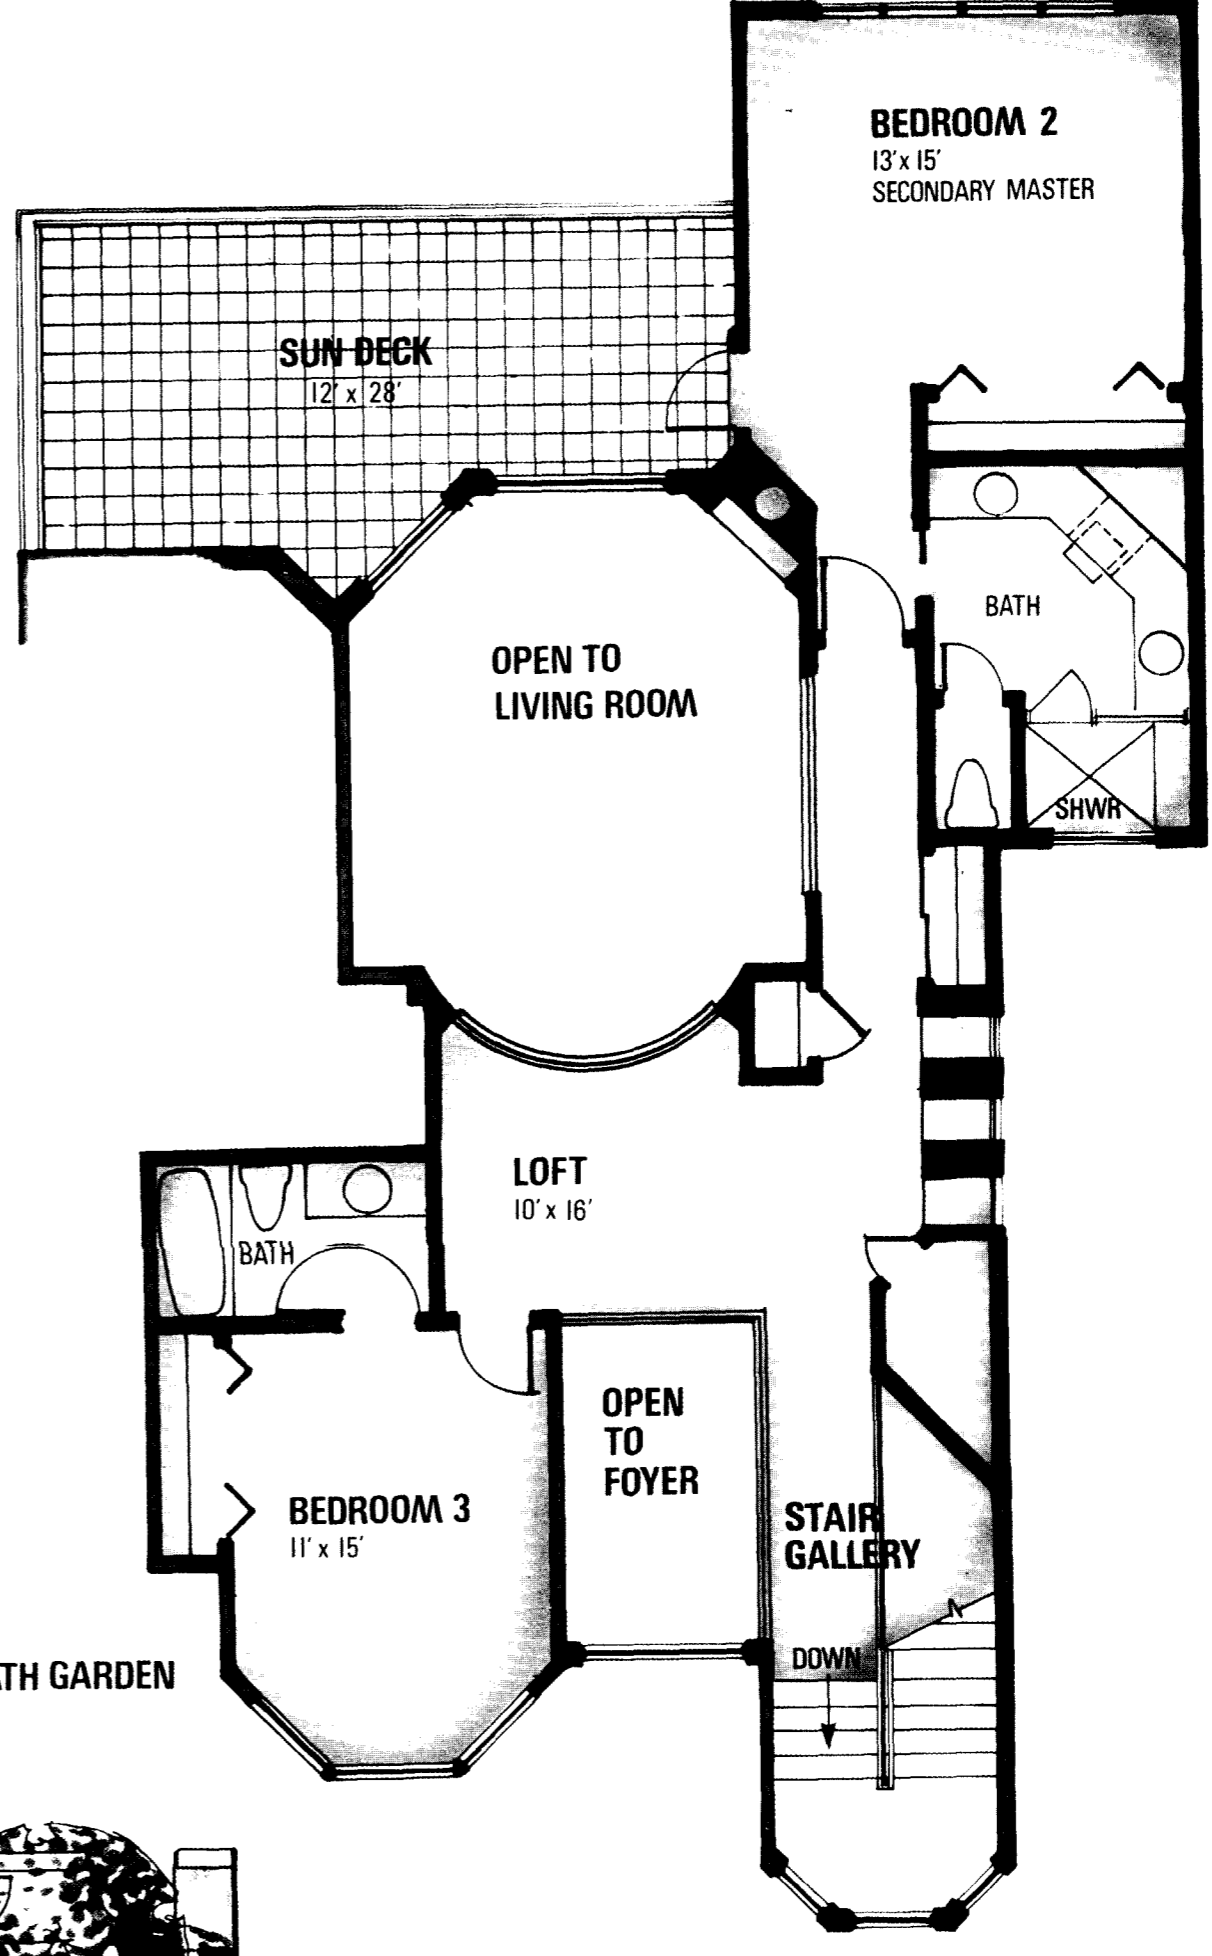 BEDROOM 2
13' x 15'
SECONDARY MASTER
SUN DECK
12' x 28'
BATH
OPEN TO
LIVING ROOM
SHWR
LOFT
10' x 16'
BATH
OPEN
TO
FOYER
BEDROOM 3
11' x 15'
STAIR
GALLERY
DOWN
TH GARDEN